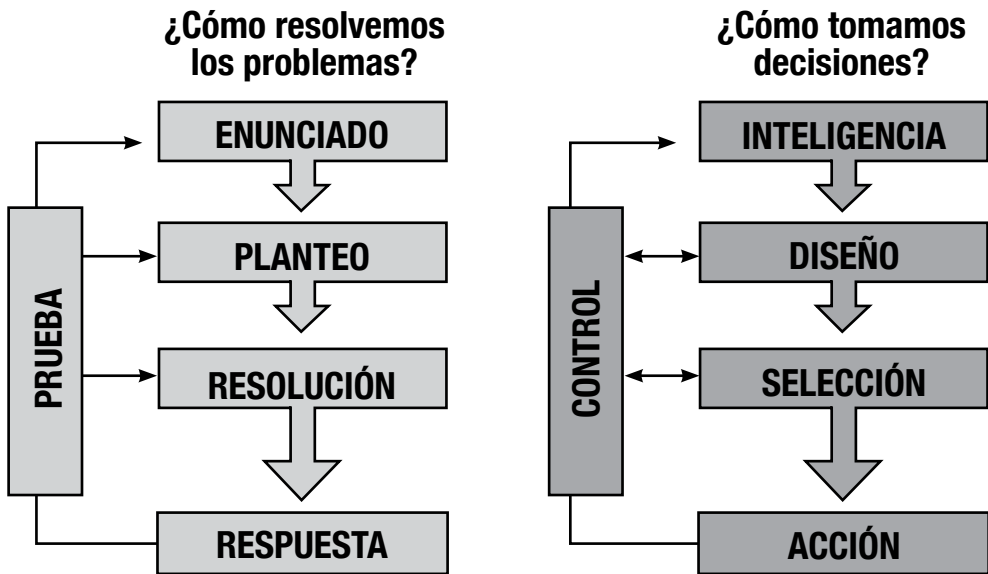 ¿Cómo resolvemos
los problemas?
ENUNCIADO
PLANTEO
RESOLUCIÓN
RESPUESTA
PRUEBA
¿Cómo tomamos
decisiones?
INTELIGENCIA
DISEÑO
SELECCIÓN
ACCIÓN
CONTROL